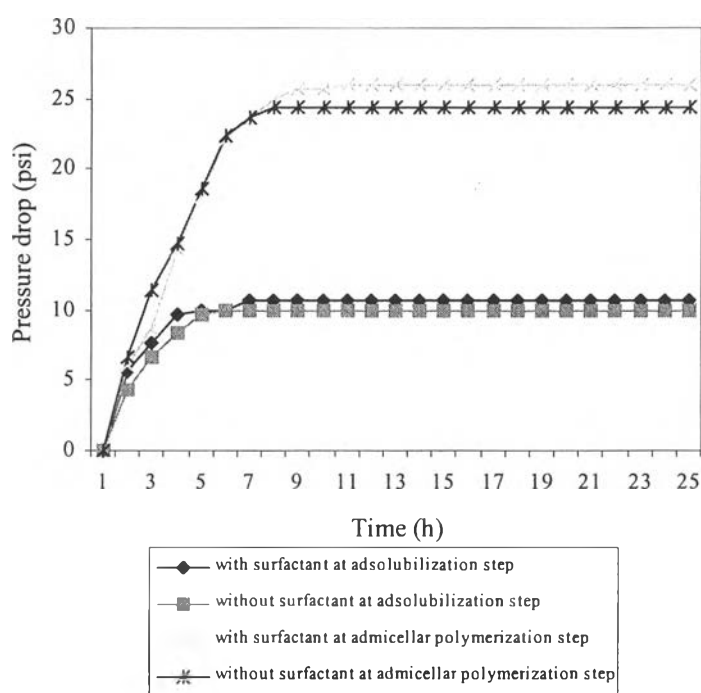 30
25
20
15
10
5
0
Pressure drop (psi)
1 3 5 7 9 11 13 15 17 19 21 23 25
Time (h)
with surfactant at adsolubilization step
without surfactant at adsolubilization step
with surfactant at admicellar polymerization step
without surfactant at admicellar polymerization step